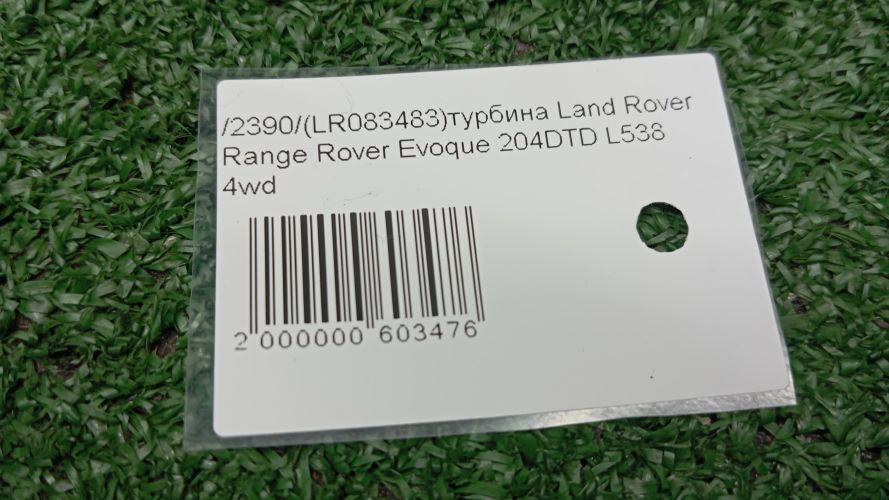 /2390/(LR083483)турбина Land Rover
Range Rover Evoque 204DTD L538
4wd
2 000000 603476